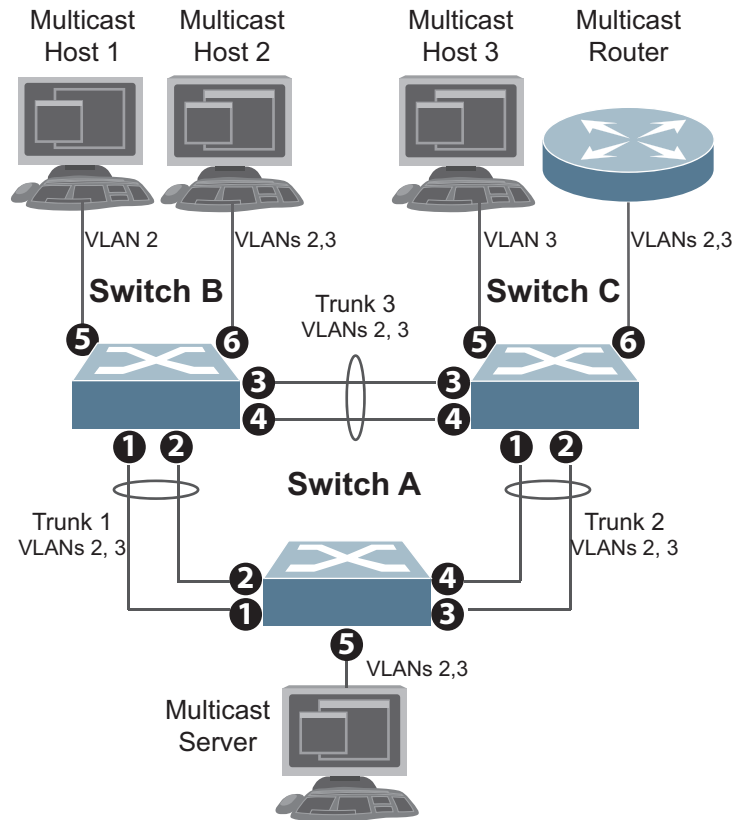 Multicast
Host 1
Multicast
Host 2
Multicast
Host 3
Multicast
Router
VLAN 2
VLANs 2,3
VLAN 3
VLANs 2,3
Switch B
Trunk 3
VLANs 2, 3
Switch C
5
6
5
6
3
3
4
4
1
2
1
2
Switch A
Trunk 1
VLANs 2, 3
Trunk 2
VLANs 2, 3
2
4
1
3
5
VLANs 2,3
Multicast
Server